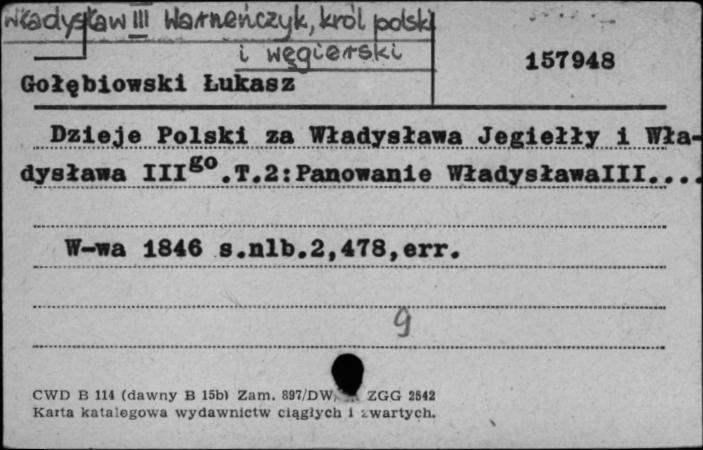 Władysław III Warneńczyk, król polski
i węgierski
157948
Gołębiowski Łukasz
Dzieje Polski za Władysława Jegiełły i Wła-
dysława IIIgo.T.2:Panowanie WładysławaIII....
W-wa 1846 s.nlb.2,478,err.
9
CWD B 114 (dawny B 15b) Zam. 897/DW ZGG 2542
Karta katalogowa wydawnictw ciągłych i zwartych.